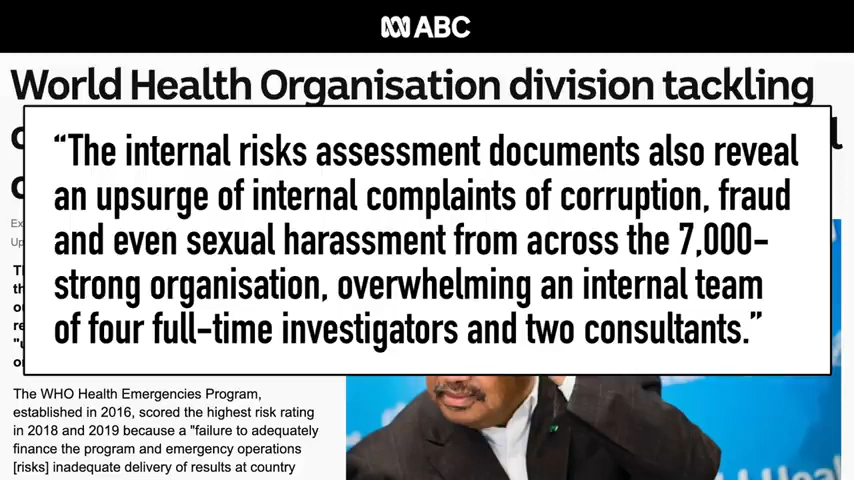 ABC
World Health Organisation division tackling
“The internal risks assessment documents also reveal
an upsurge of internal complaints of corruption, fraud
and even sexual harassment from across the 7,000-
strong organisation, overwhelming an internal team
of four full-time investigators and two consultants.”
The WHO Health Emergencies Program,
established in 2016, scored the highest risk rating
in 2018 and 2019 because a "failure to adequately
finance the program and emergency operations
[risks] inadequate delivery of results at country